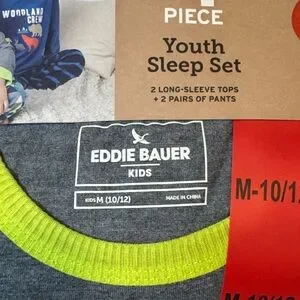 WOODLAND
CREW
PIECE
Youth
Sleep Set
2 LONG-SLEEVE TOPS
+ 2 PAIRS OF PANTS
EDDIE BAUER
KIDS
KIDS M (10/12)
MADE IN CHINA
M-10/1